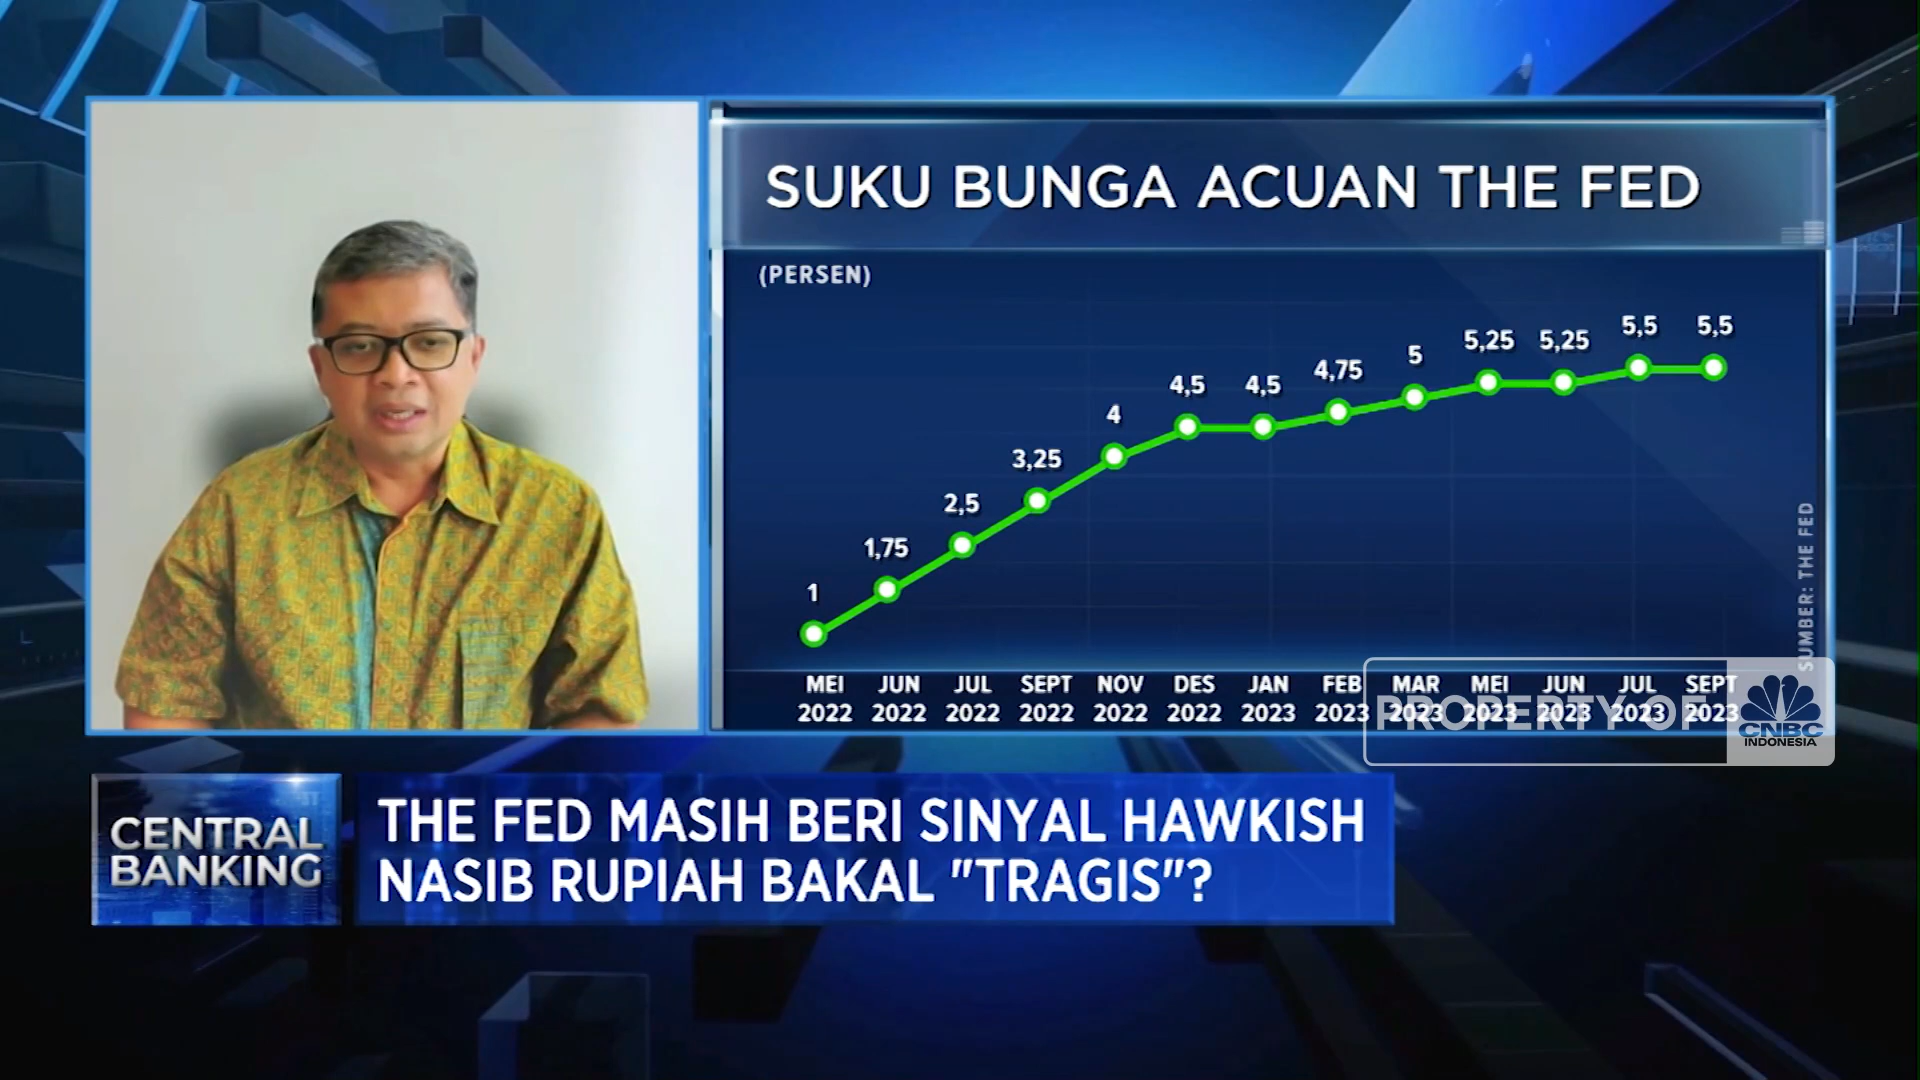 SUKU BUNGA ACUAN THE FED
(PERSEN)
1
1,75
2,5
3,25
4
4,5
4,5
4,75
5
5,25
5,25
5,5
5,5
MEI 2022
JUN 2022
JUL 2022
SEPT 2022
NOV 2022
DES 2022
JAN 2023
FEB 2023
MAR 2023
MEI 2023
JUN 2023
JUL 2023
SEPT 2023
SUMBER: THE FED
PROPERTY OF
CNBC
INDONESIA
CENTRAL
BANKING
THE FED MASIH BERI SINYAL HAWKISH
NASIB RUPIAH BAKAL "TRAGIS"?